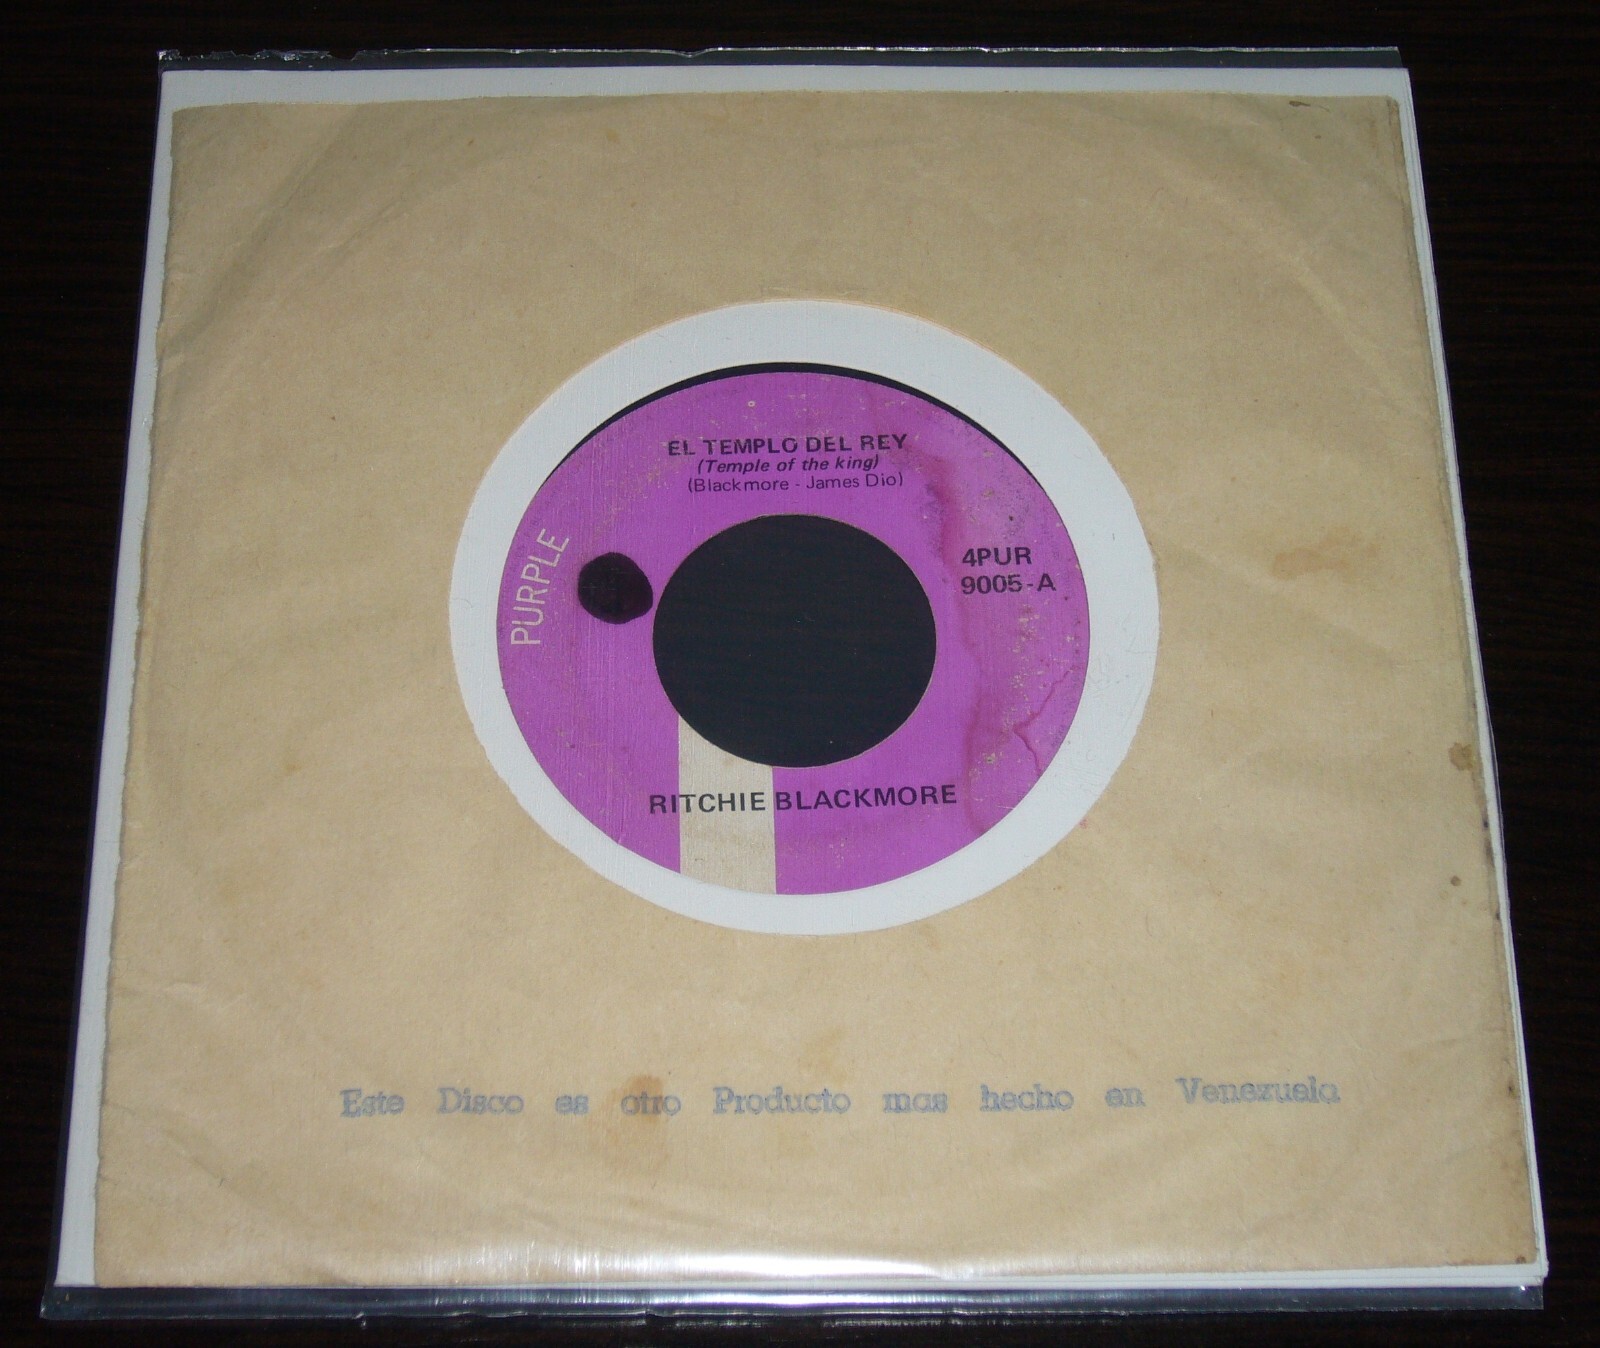 EL TEMPLO DEL REY
(Temple of the king)
(Blackmore - James Dio)
PURPLE
4PUR
9005-A
RITCHIE BLACKMORE
Este Disco es otro Producto mas hecho en Venezuela